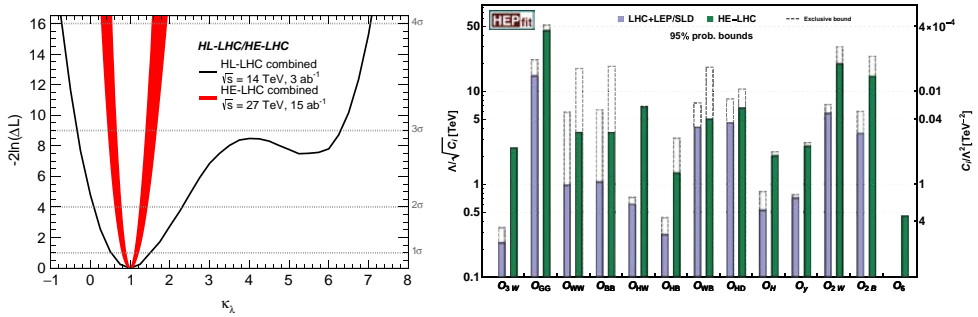 16
14
12
10
8
6
4
2
0
-2ln(ΔL)
HL-LHC/HE-LHC
HL-LHC combined
√s = 14 TeV, 3 ab⁻¹
HE-LHC combined
√s = 27 TeV, 15 ab⁻¹
4σ
3σ
2σ
1σ
−1 0 1 2 3 4 5 6 7 8
κλ
HEPfit
LHC+LEP/SLD HE-LHC Exclusive bound
95% prob. bounds
50
10
5
1
0.5
0.1
Λ/√Cᵢ [TeV]
4×10⁻⁴
0.01
0.04
1
4
Cᵢ/Λ² [TeV⁻²]
O3W OGG OWW OBB OHW OHB OWB OHD OH Oy O2W O2B O6